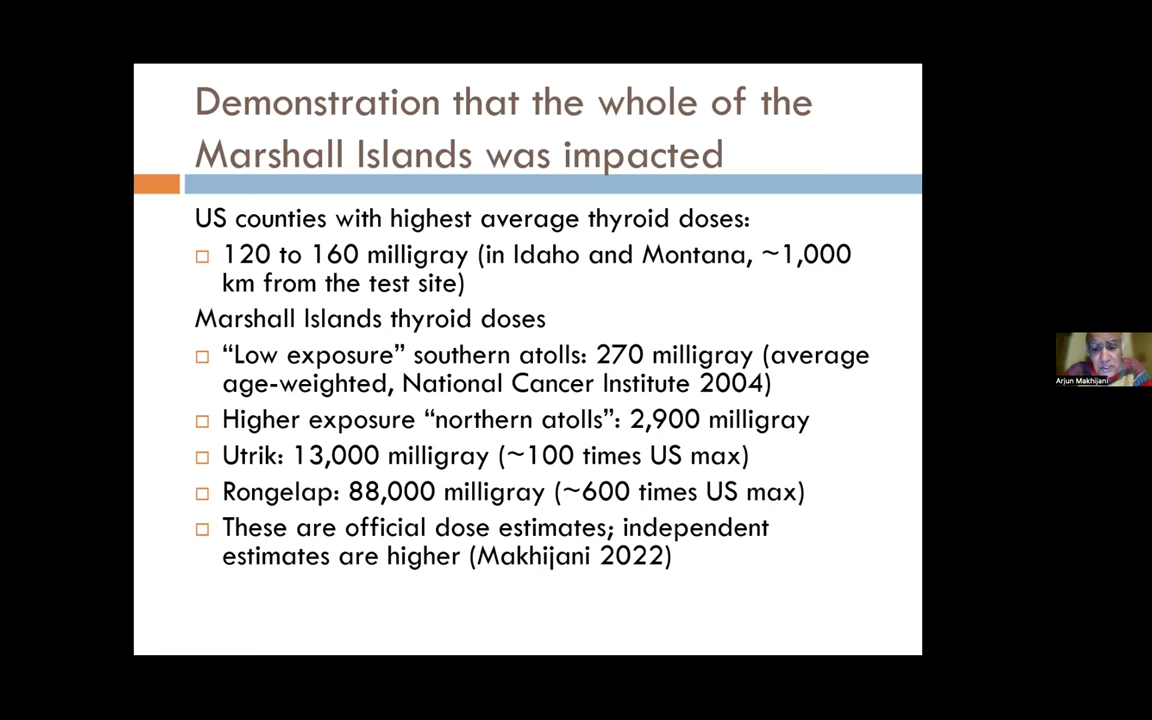 Demonstration that the whole of the
Marshall Islands was impacted
US counties with highest average thyroid doses:
120 to 160 milligray (in Idaho and Montana, ~1,000
km from the test site)
Marshall Islands thyroid doses
“Low exposure” southern atolls: 270 milligray (average
age-weighted, National Cancer Institute 2004)
Higher exposure “northern atolls”: 2,900 milligray
Utrik: 13,000 milligray (~100 times US max)
Rongelap: 88,000 milligray (~600 times US max)
These are official dose estimates; independent
estimates are higher (Makhijani 2022)
Arjun Makhijani